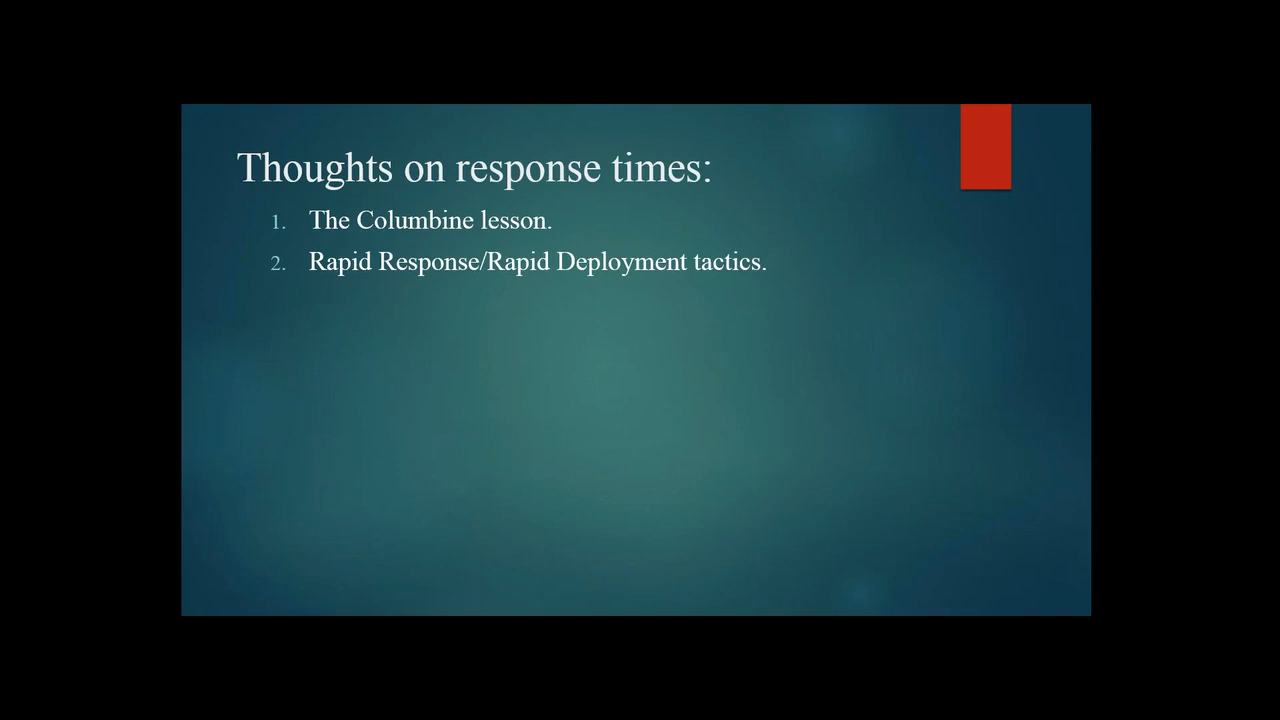 Thoughts on response times:
1. The Columbine lesson.
2. Rapid Response/Rapid Deployment tactics.